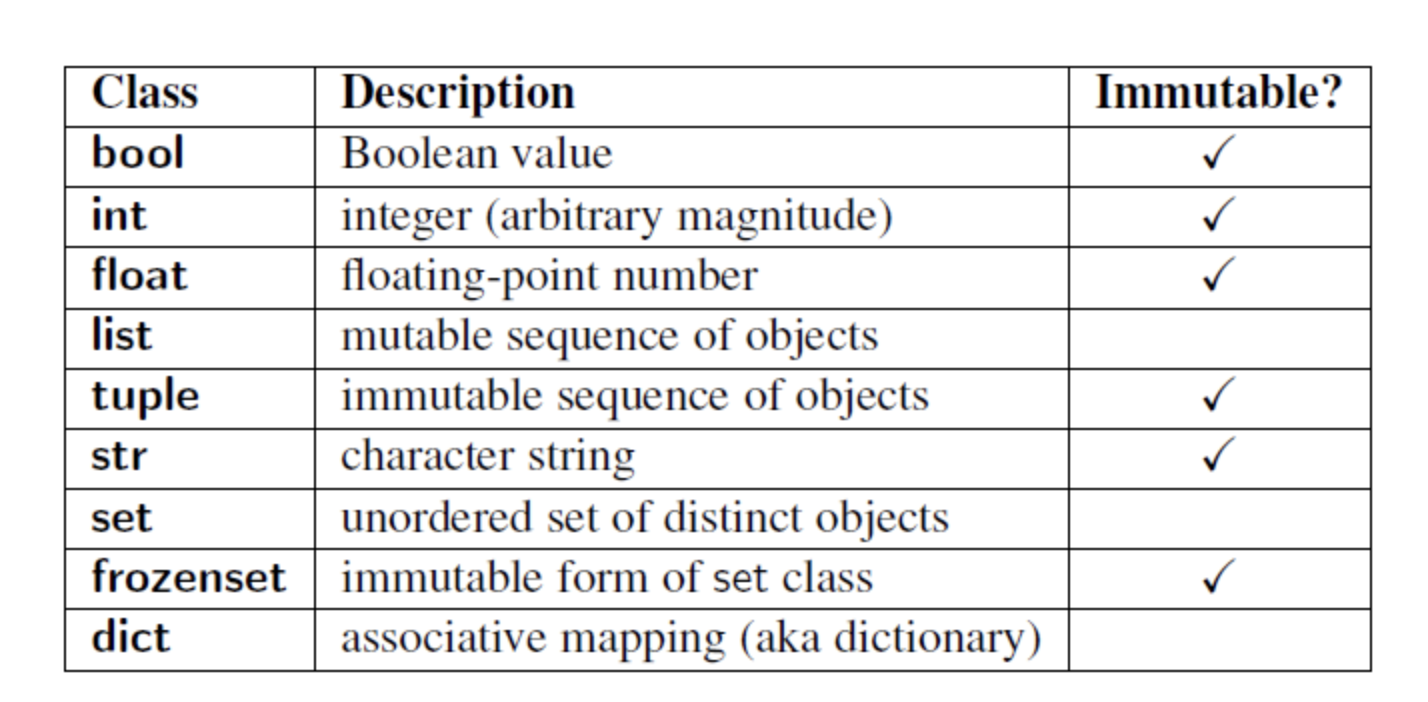 Class Description Immutable?
bool Boolean value ✓
int integer (arbitrary magnitude) ✓
float floating-point number ✓
list mutable sequence of objects
tuple immutable sequence of objects ✓
str character string ✓
set unordered set of distinct objects
frozenset immutable form of set class ✓
dict associative mapping (aka dictionary)